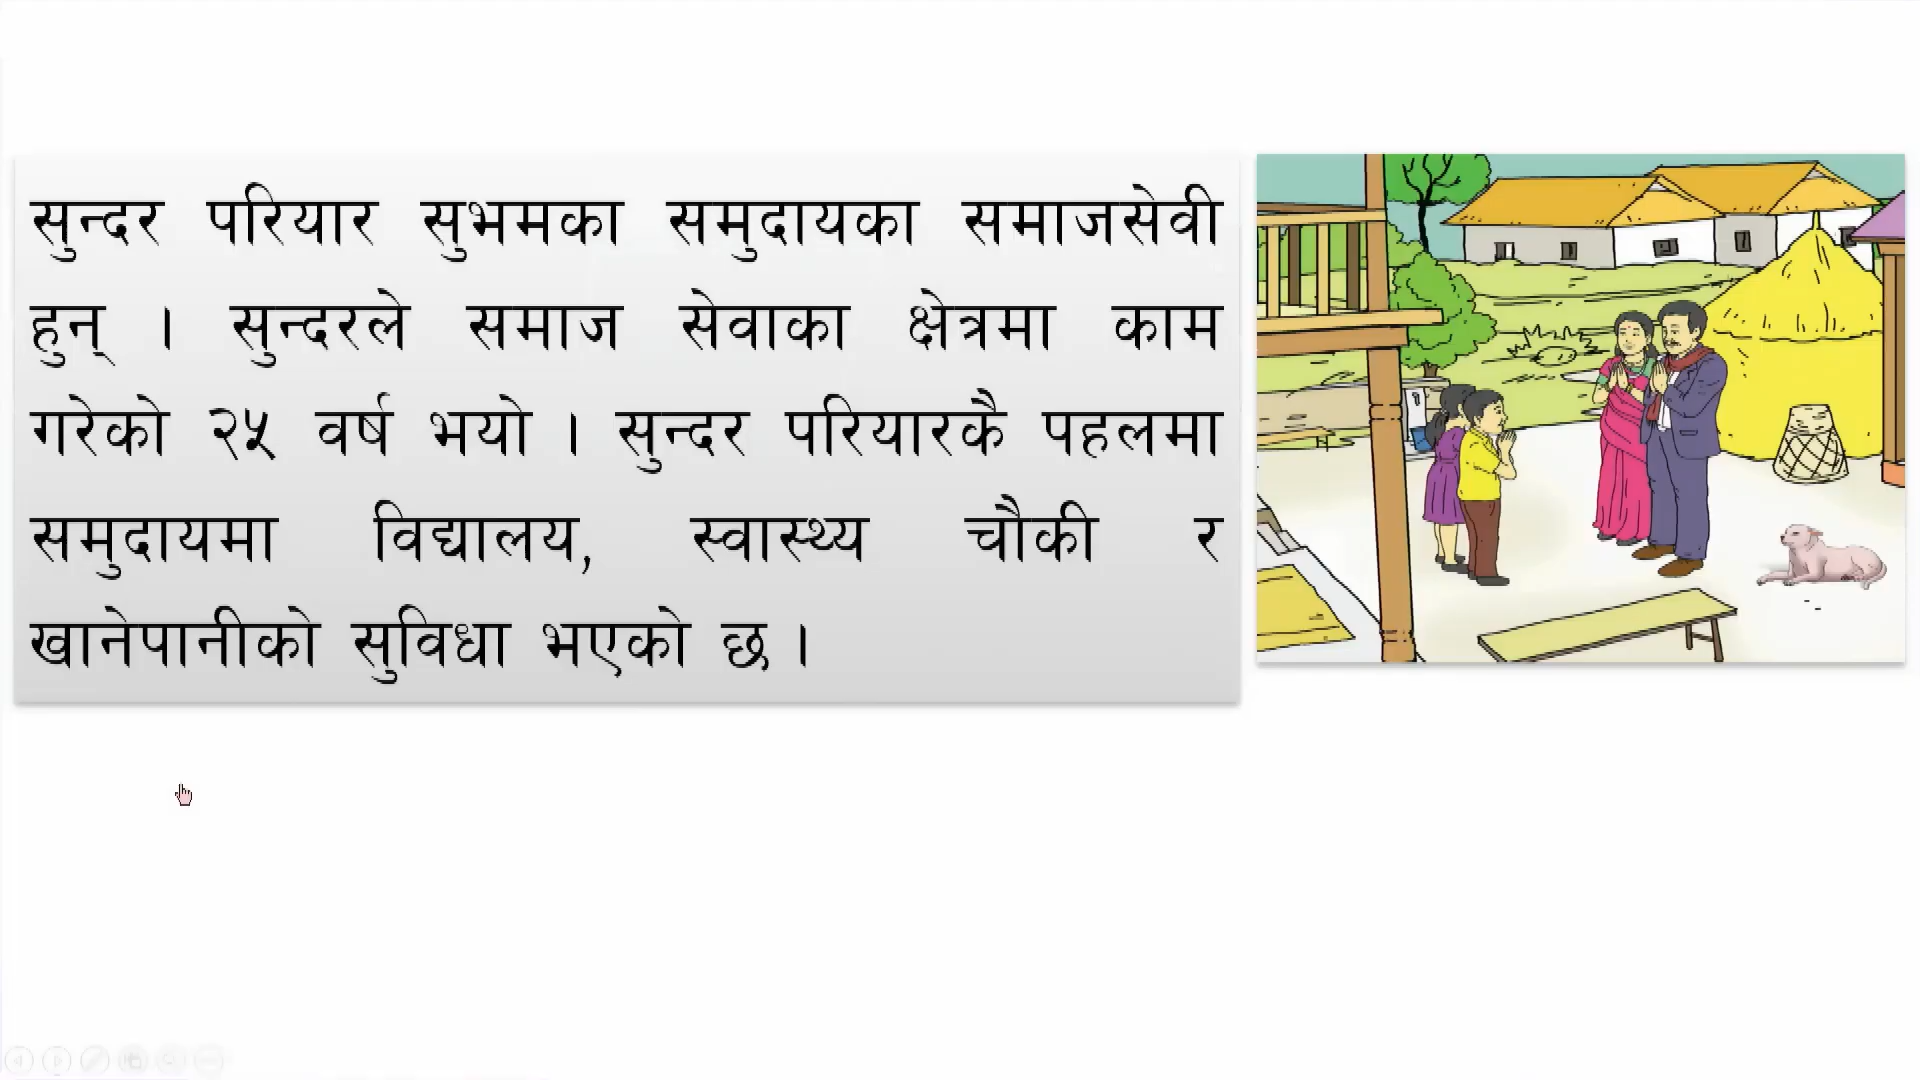 सुन्दर परियार सुभमका समुदायका समाजसेवी
हुन् । सुन्दरले समाज सेवाका क्षेत्रमा काम
गरेको २५ वर्ष भयो । सुन्दर परियारकै पहलमा
समुदायमा विद्यालय, स्वास्थ्य चौकी र
खानेपानीको सुविधा भएको छ ।